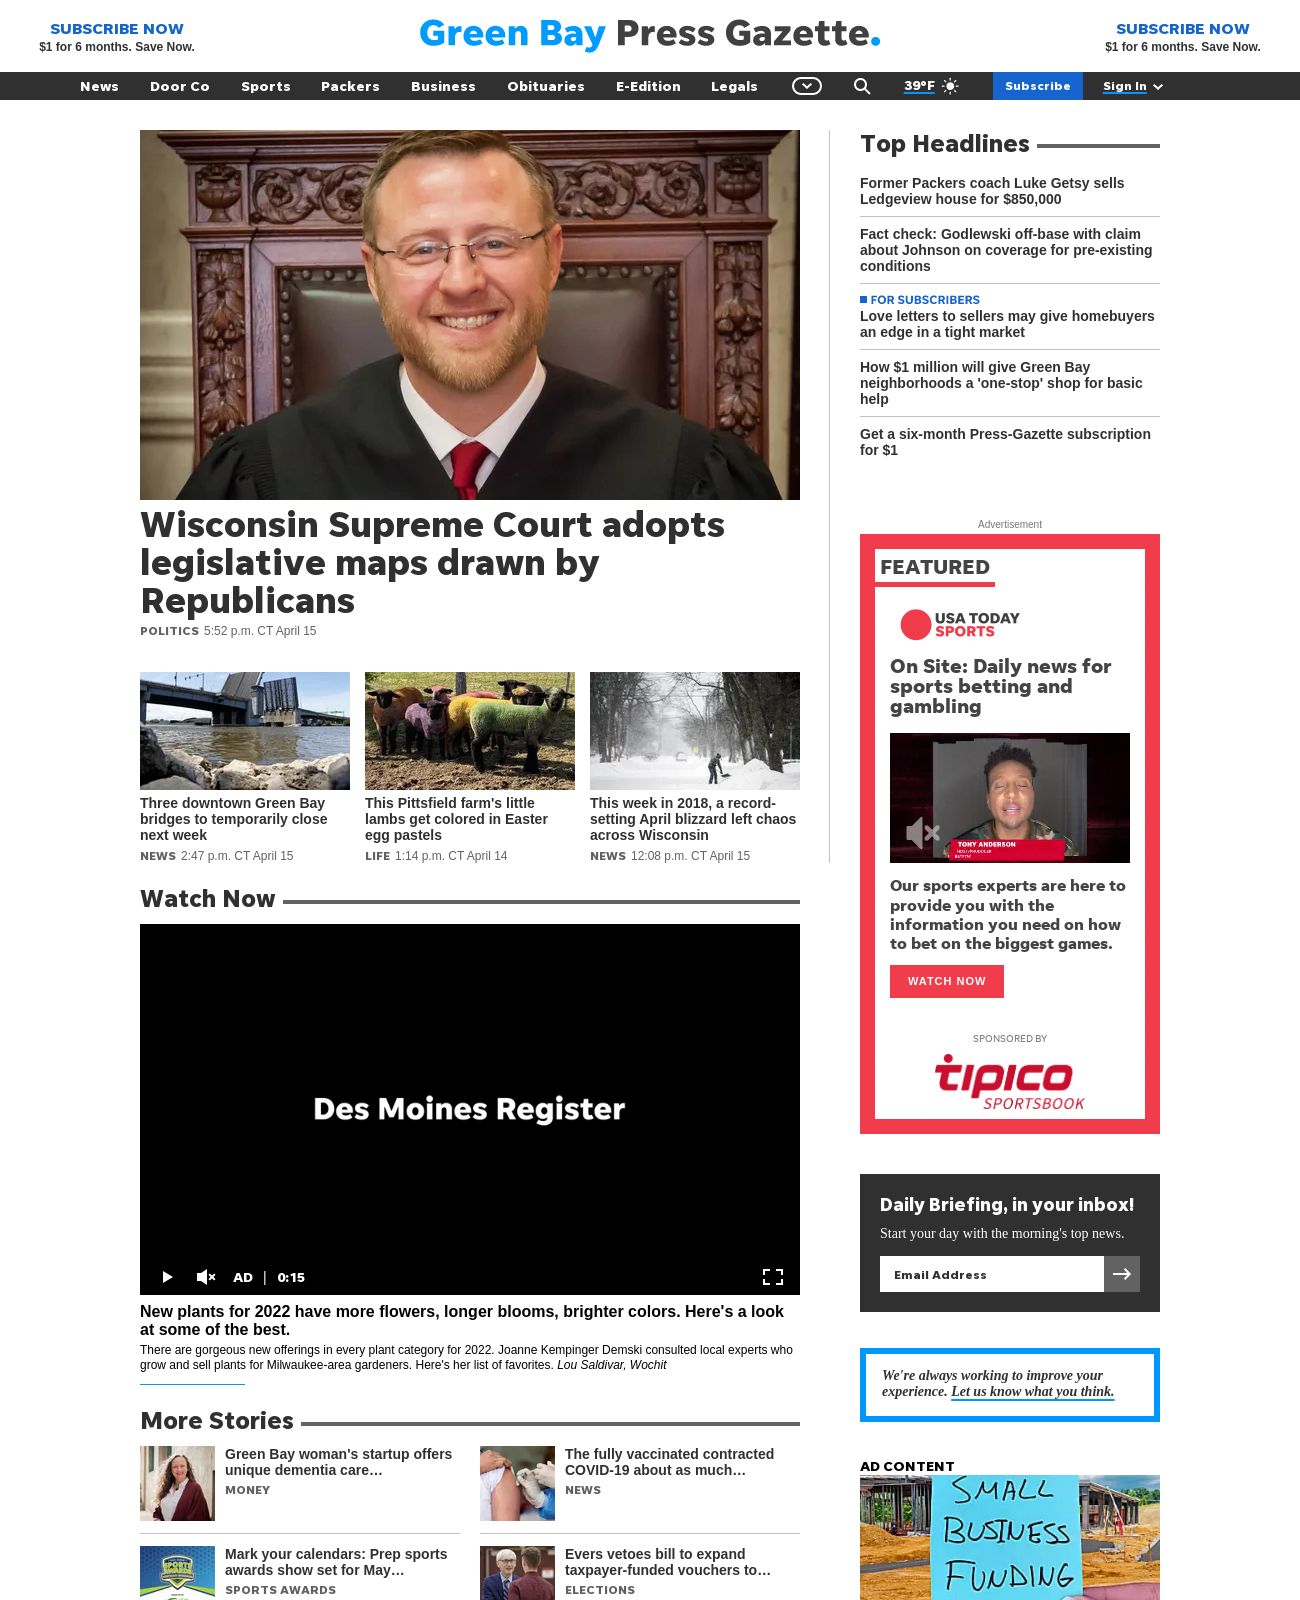 SUBSCRIBE NOW
$1 for 6 months. Save Now.
Green Bay Press Gazette.
SUBSCRIBE NOW
$1 for 6 months. Save Now.
News Door Co Sports Packers Business Obituaries E-Edition Legals 39°F Subscribe Sign In
Wisconsin Supreme Court adopts
legislative maps drawn by
Republicans
POLITICS 5:52 p.m. CT April 15
Three downtown Green Bay
bridges to temporarily close
next week
NEWS 2:47 p.m. CT April 15
This Pittsfield farm's little
lambs get colored in Easter
egg pastels
LIFE 1:14 p.m. CT April 14
This week in 2018, a record-
setting April blizzard left chaos
across Wisconsin
NEWS 12:08 p.m. CT April 15
Top Headlines
Former Packers coach Luke Getsy sells
Ledgeview house for $850,000
Fact check: Godlewski off-base with claim
about Johnson on coverage for pre-existing
conditions
FOR SUBSCRIBERS
Love letters to sellers may give homebuyers
an edge in a tight market
How $1 million will give Green Bay
neighborhoods a 'one-stop' shop for basic
help
Get a six-month Press-Gazette subscription
for $1
Advertisement
FEATURED
USA TODAY
SPORTS
On Site: Daily news for
sports betting and
gambling
TONY ANDERSON
Our sports experts are here to
provide you with the
information you need on how
to bet on the biggest games.
WATCH NOW
SPONSORED BY
tipico
SPORTSBOOK
Watch Now
Des Moines Register
AD | 0:15
New plants for 2022 have more flowers, longer blooms, brighter colors. Here's a look
at some of the best.
There are gorgeous new offerings in every plant category for 2022. Joanne Kempinger Demski consulted local experts who
grow and sell plants for Milwaukee-area gardeners. Here's her list of favorites. Lou Saldivar, Wochit
Daily Briefing, in your inbox!
Start your day with the morning's top news.
Email Address
We're always working to improve your
experience. Let us know what you think.
More Stories
Green Bay woman's startup offers
unique dementia care…
MONEY
The fully vaccinated contracted
COVID-19 about as much…
NEWS
Mark your calendars: Prep sports
awards show set for May…
SPORTS AWARDS
Evers vetoes bill to expand
taxpayer-funded vouchers to…
ELECTIONS
SPORTS
AWARDS
AD CONTENT
SMALL
BUSINESS
FUNDING